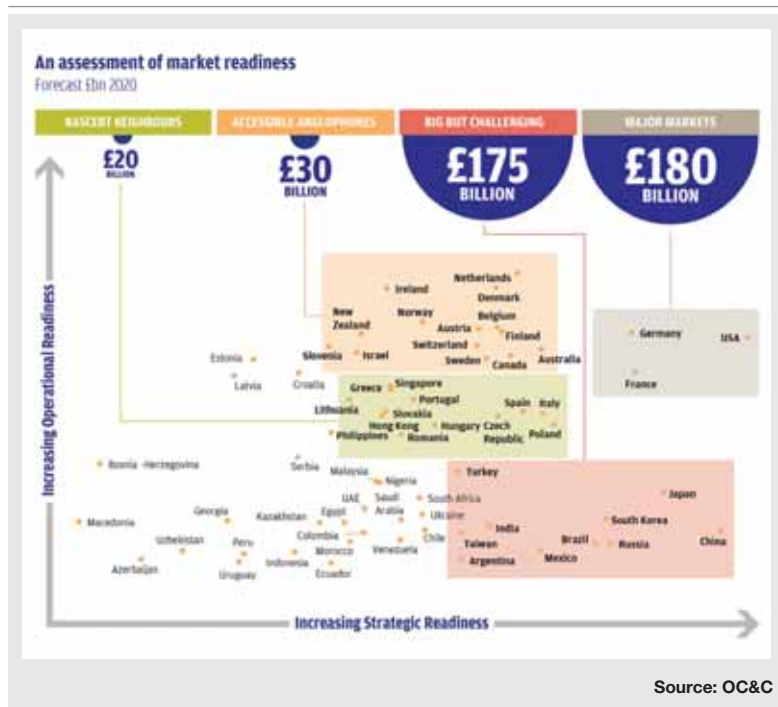 An assessment of market readiness
Forecast £bn 2020
NASCENT NEIGHBOURS
ACCESSIBLE ANGLOPHONES
BIG BUT CHALLENGING
MAJOR MARKETS
£20
BILLION
£30
BILLION
£175
BILLION
£180
BILLION
Increasing Operational Readiness
Netherlands
Ireland
Denmark
New
Zealand
Norway
Belgium
Austria
Finland
Germany
USA
Switzerland
Estonia
Slovenia
Israel
Sweden
Canada
Australia
Latvia
Croatia
France
Greece
Singapore
Portugal
Lithuania
Slovakia
Spain
Italy
Hong Kong
Hungary
Czech
Republic
Philippines
Romania
Poland
Bosnia -Herzegovina
Serbia
Malaysia
Nigeria
Turkey
UAE
Saudi
Arabia
South Africa
Japan
Macedonia
Georgia
Kazakhstan
Egypt
Ukraine
South Korea
India
Uzbekistan
Peru
Colombia
Chile
Taiwan
Brazil
Russia
China
Morocco
Venezuela
Azerbaijan
Uruguay
Indonesia
Ecuador
Argentina
Mexico
Increasing Strategic Readiness
Source: OC&C